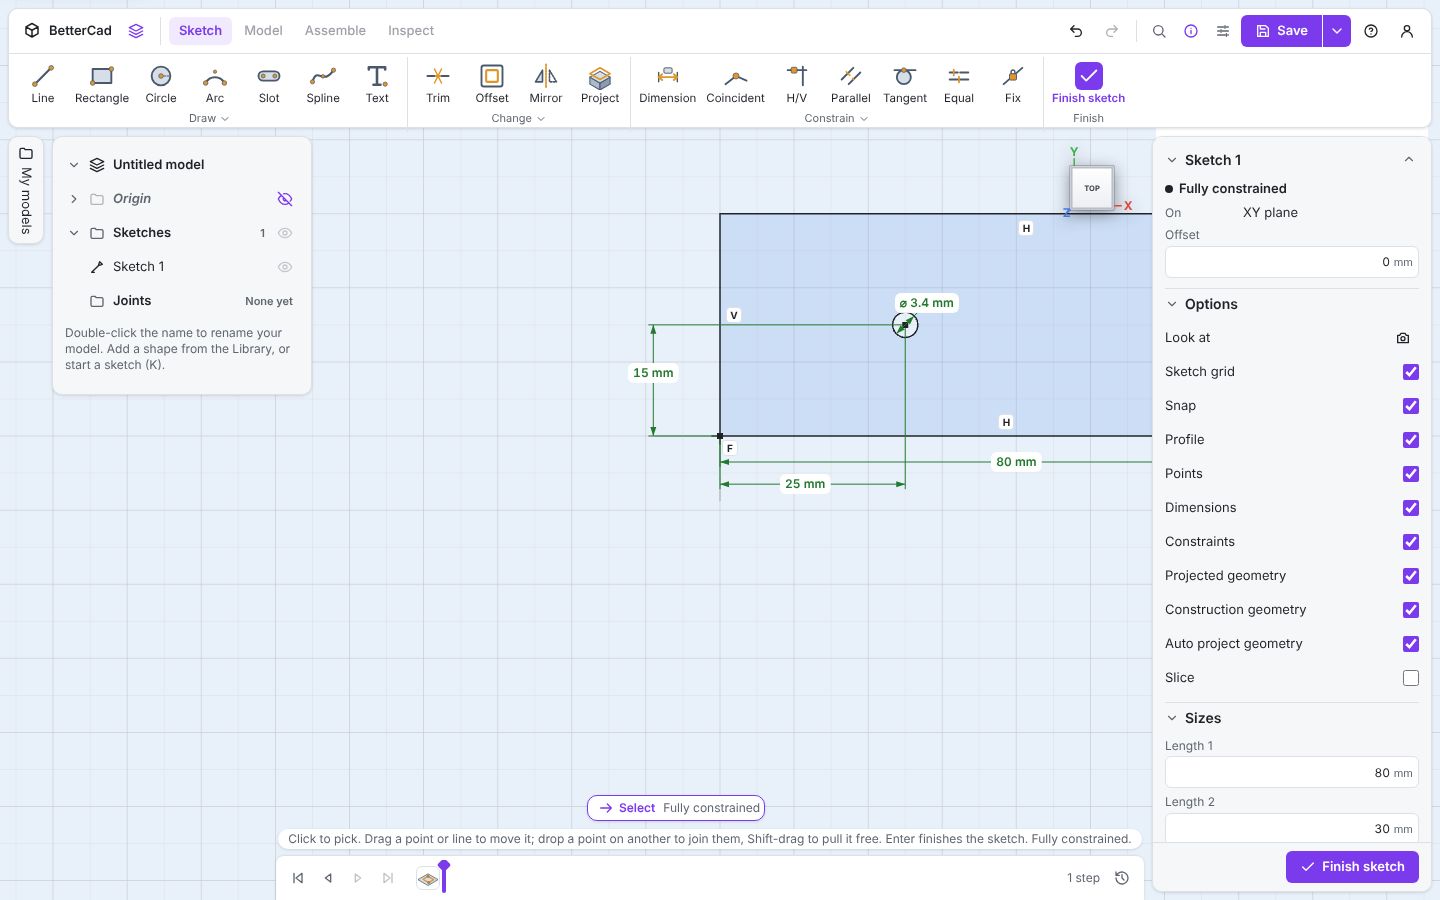 BetterCad
Sketch
Model
Assemble
Inspect
Save
Line
Rectangle
Circle
Arc
Slot
Spline
Text
Trim
Offset
Mirror
Project
Dimension
Coincident
H/V
Parallel
Tangent
Equal
Fix
Finish sketch
Draw
Change
Constrain
Finish
My models
Untitled model
Origin
Sketches 1
Sketch 1
Joints None yet
Double-click the name to rename your
model. Add a shape from the Library, or
start a sketch (K).
Y
TOP
Z
X
H
⌀ 3.4 mm
V
15 mm
H
F
80 mm
25 mm
Sketch 1
Fully constrained
On XY plane
Offset
0 mm
Options
Look at
Sketch grid
Snap
Profile
Points
Dimensions
Constraints
Projected geometry
Construction geometry
Auto project geometry
Slice
Sizes
Length 1
80 mm
Length 2
30 mm
Finish sketch
Select Fully constrained
Click to pick. Drag a point or line to move it; drop a point on another to join them, Shift-drag to pull it free. Enter finishes the sketch. Fully constrained.
1 step